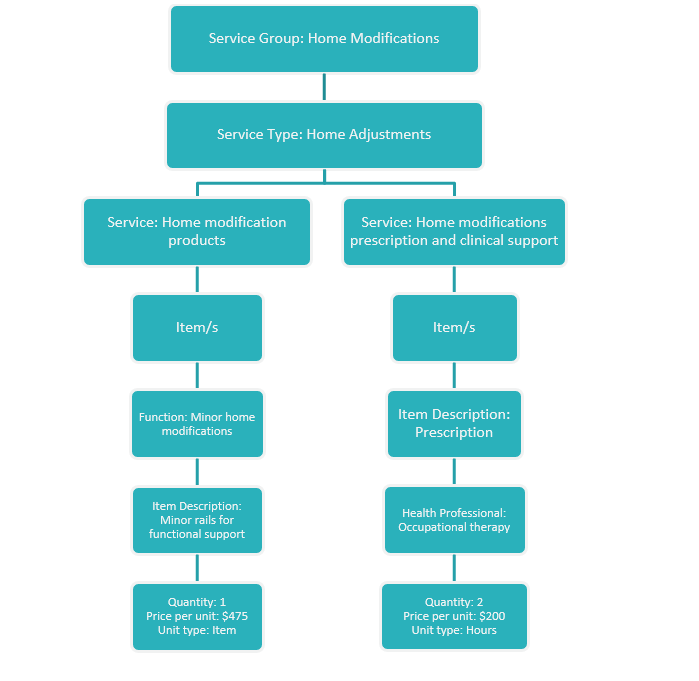 Service Group: Home Modifications
Service Type: Home Adjustments
Service: Home modification
products
Service: Home modifications
prescription and clinical support
Item/s
Item/s
Function: Minor home
modifications
Item Description:
Prescription
Item Description:
Minor rails for
functional support
Health Professional:
Occupational therapy
Quantity: 1
Price per unit: $475
Unit type: Item
Quantity: 2
Price per unit: $200
Unit type: Hours